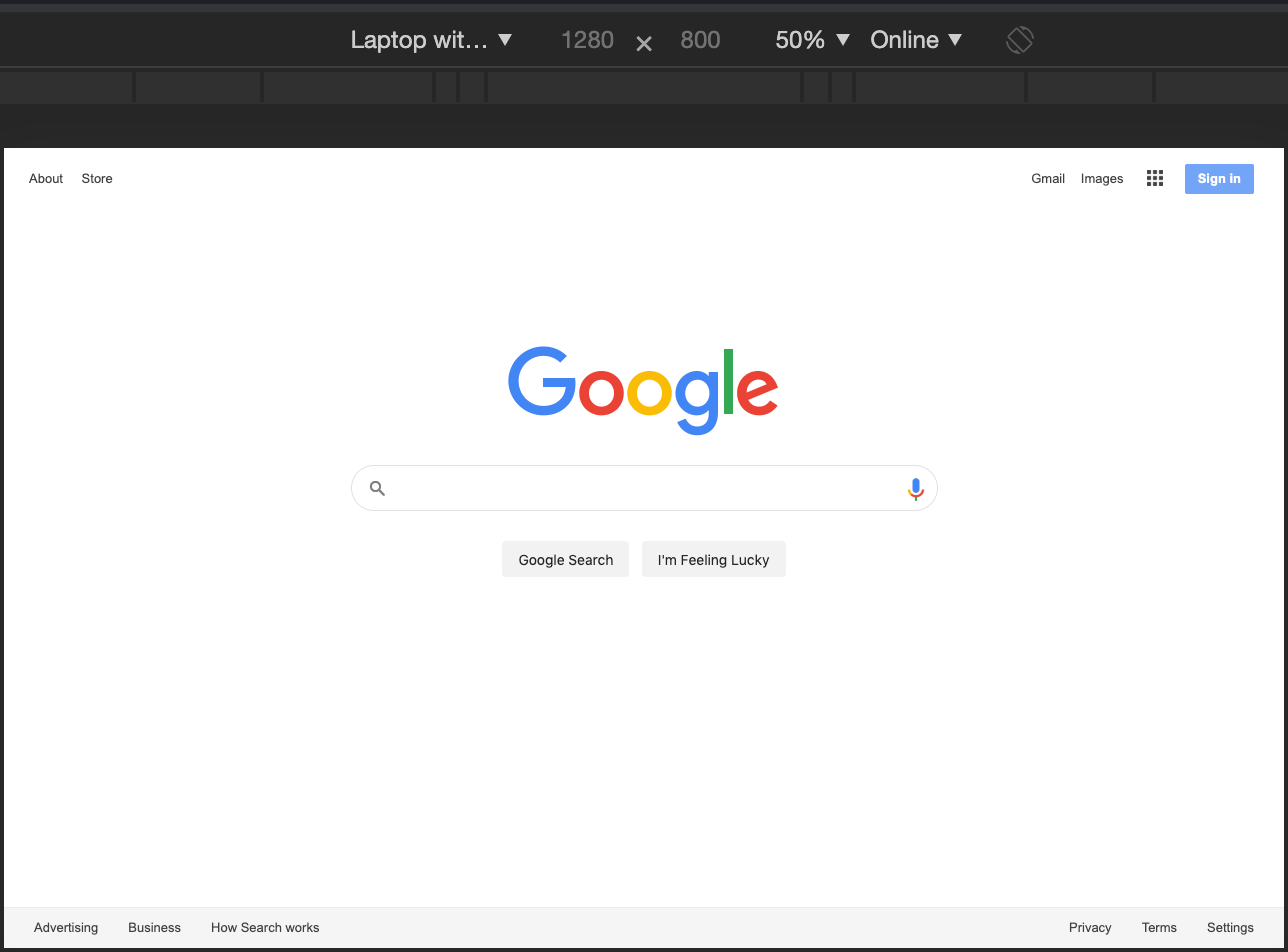 Laptop wit... ▼ 1280 × 800 50% ▼ Online ▼
About Store Gmail Images Sign in
Google
Google Search I'm Feeling Lucky
Advertising Business How Search works Privacy Terms Settings